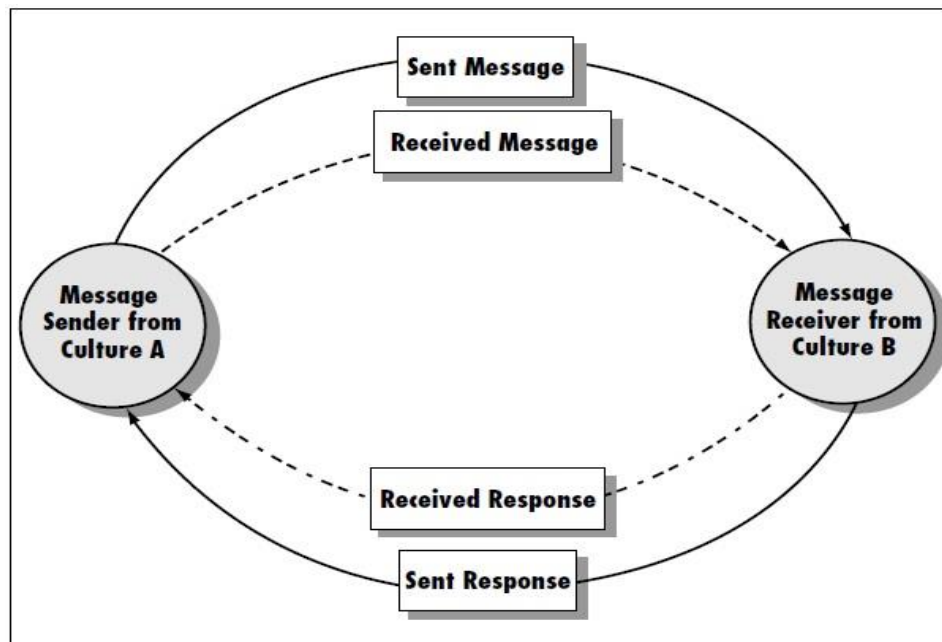 Sent Message
Received Message
Message
Sender from
Culture A
Message
Receiver from
Culture B
Received Response
Sent Response